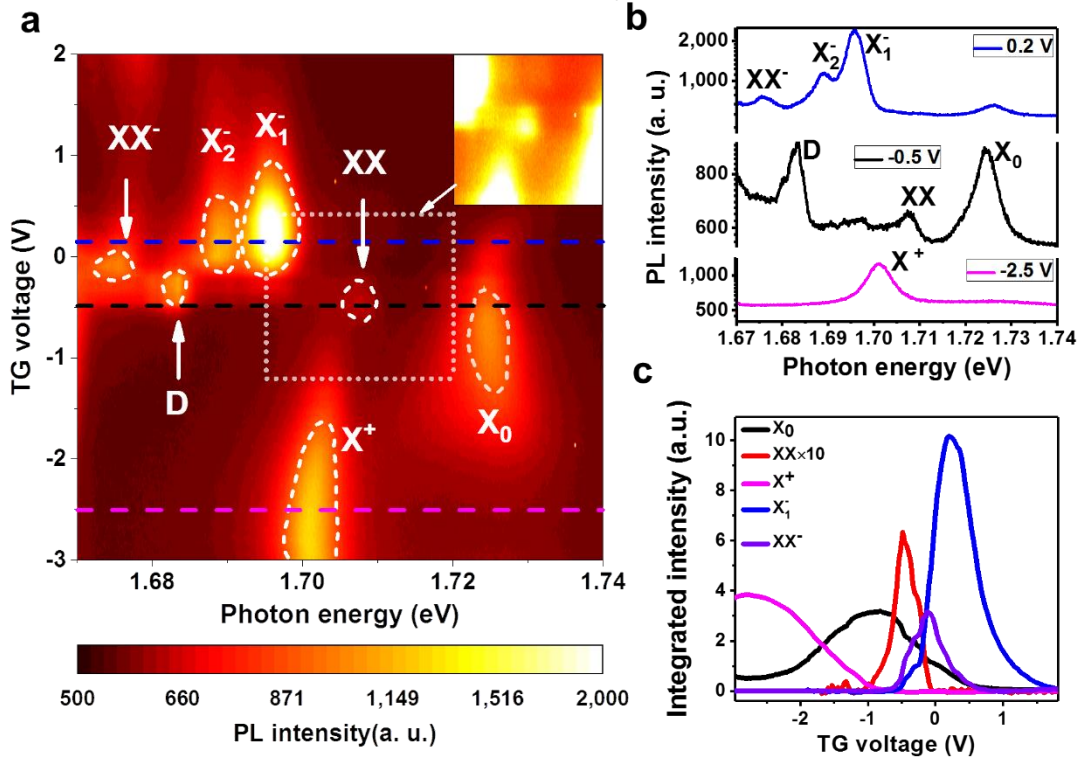 a
2
1
0
-1
-2
-3
TG voltage (V)
XX⁻
X₂⁻
X₁⁻
XX
D
X⁺
X₀
1.68
1.70
1.72
1.74
Photon energy (eV)
500
660
871
1,149
1,516
2,000
PL intensity(a. u.)
b
2,000
1,000
800
600
1,000
500
PL intensity (a. u.)
XX⁻
X₂⁻
X₁⁻
0.2 V
D
-0.5 V
XX
X₀
X⁺
-2.5 V
1.67
1.68
1.69
1.70
1.71
1.72
1.73
1.74
Photon energy (eV)
c
10
8
6
4
2
0
Integrated intensity (a.u.)
X₀
XX×10
X⁺
X₁⁻
XX⁻
-2
-1
0
1
TG voltage (V)